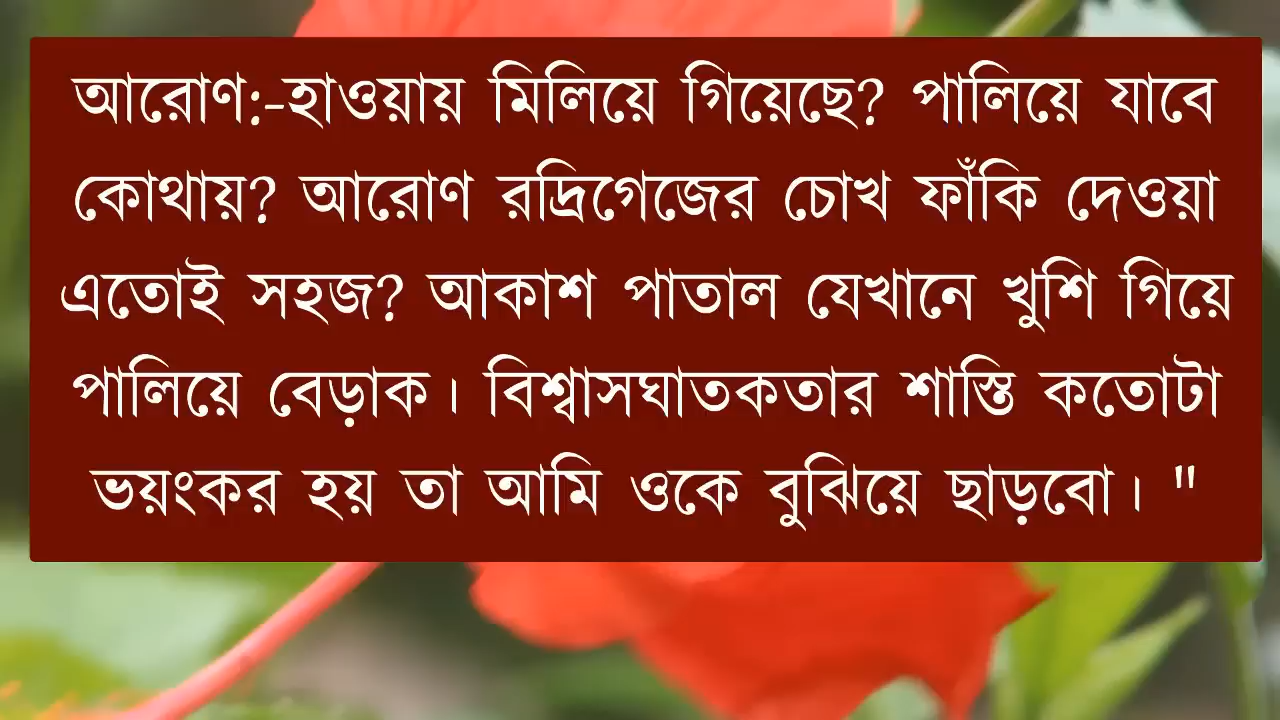 আরোণ:-হাওয়ায় মিলিয়ে গিয়েছে? পালিয়ে যাবে
কোথায়? আরোণ রদ্রিগেজের চোখ ফাঁকি দেওয়া
এতোই সহজ? আকাশ পাতাল যেখানে খুশি গিয়ে
পালিয়ে বেড়াক। বিশ্বাসঘাতকতার শাস্তি কতোটা
ভয়ংকর হয় তা আমি ওকে বুঝিয়ে ছাড়বো। "